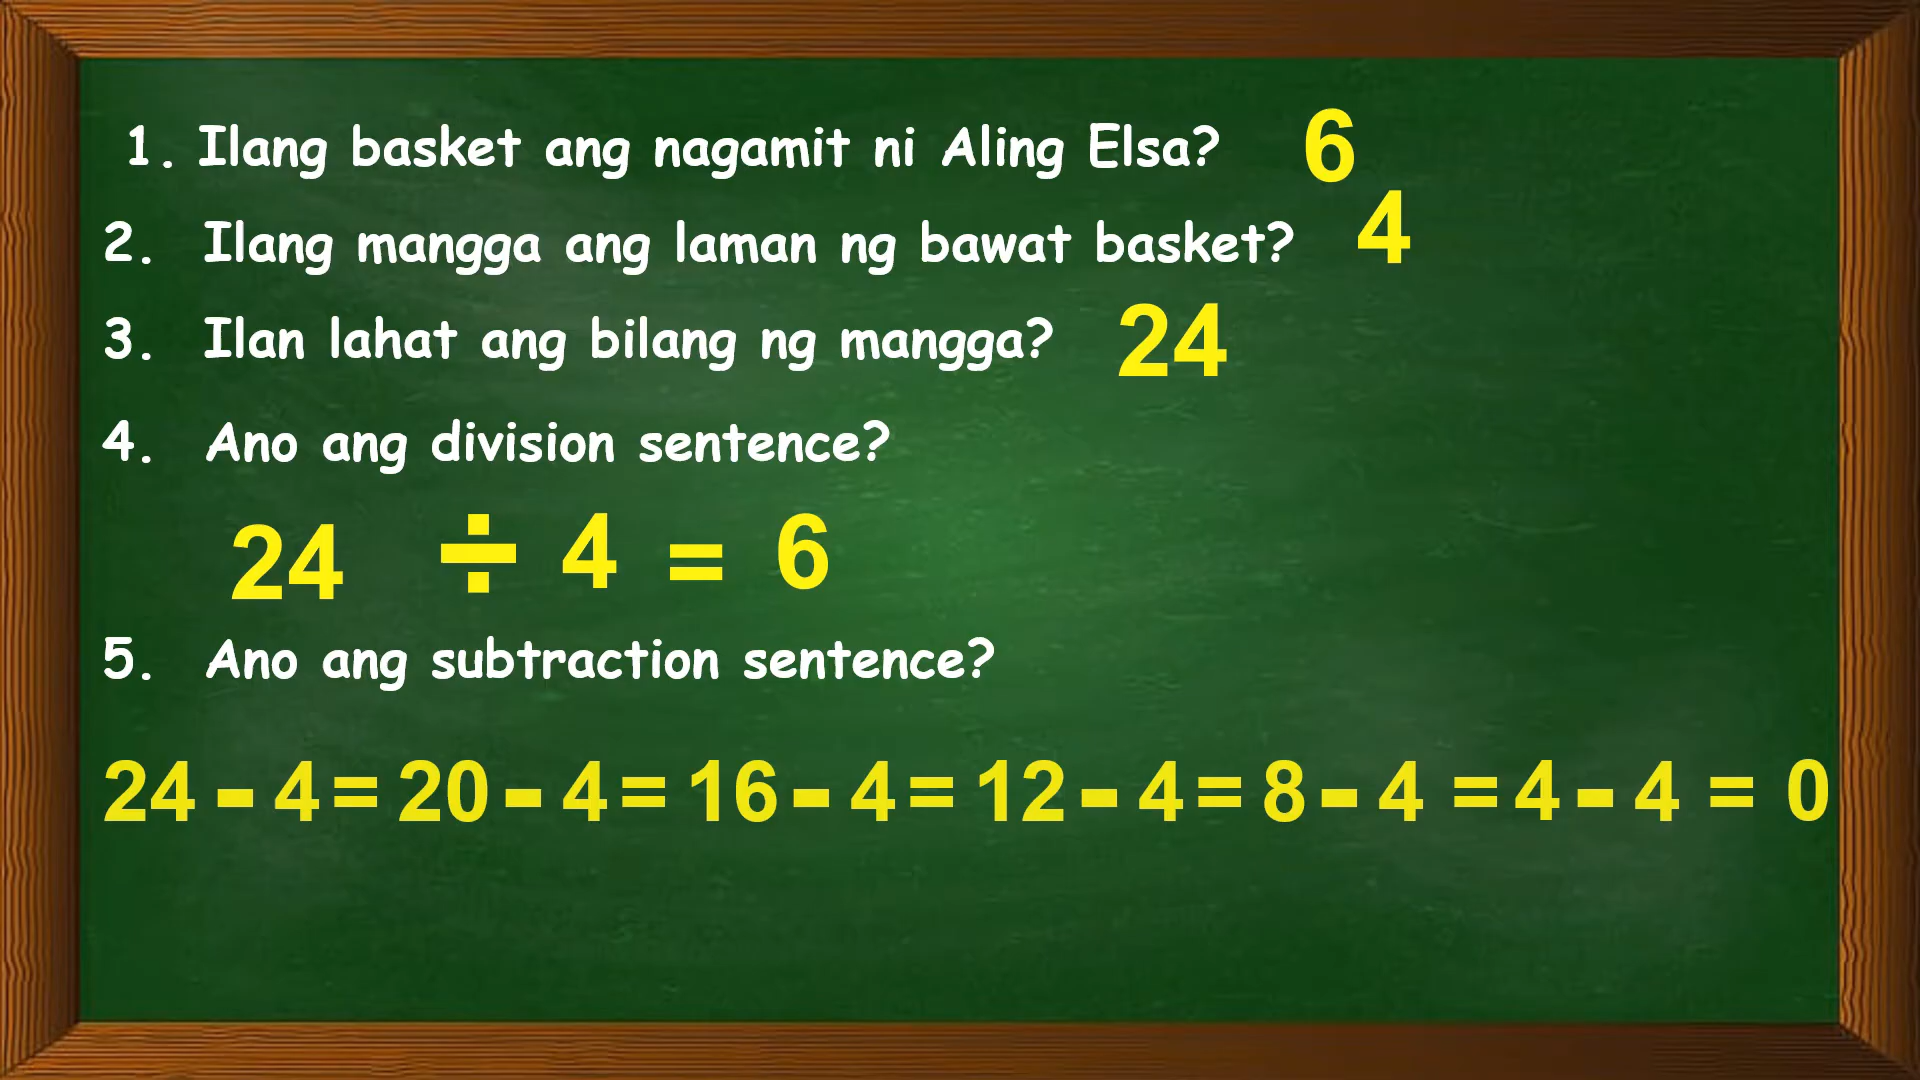 1. Ilang basket ang nagamit ni Aling Elsa? 6
2. Ilang mangga ang laman ng bawat basket? 4
3. Ilan lahat ang bilang ng mangga? 24
4. Ano ang division sentence?
24 ÷ 4 = 6
5. Ano ang subtraction sentence?
24 - 4 = 20 - 4 = 16 - 4 = 12 - 4 = 8 - 4 = 4 - 4 = 0